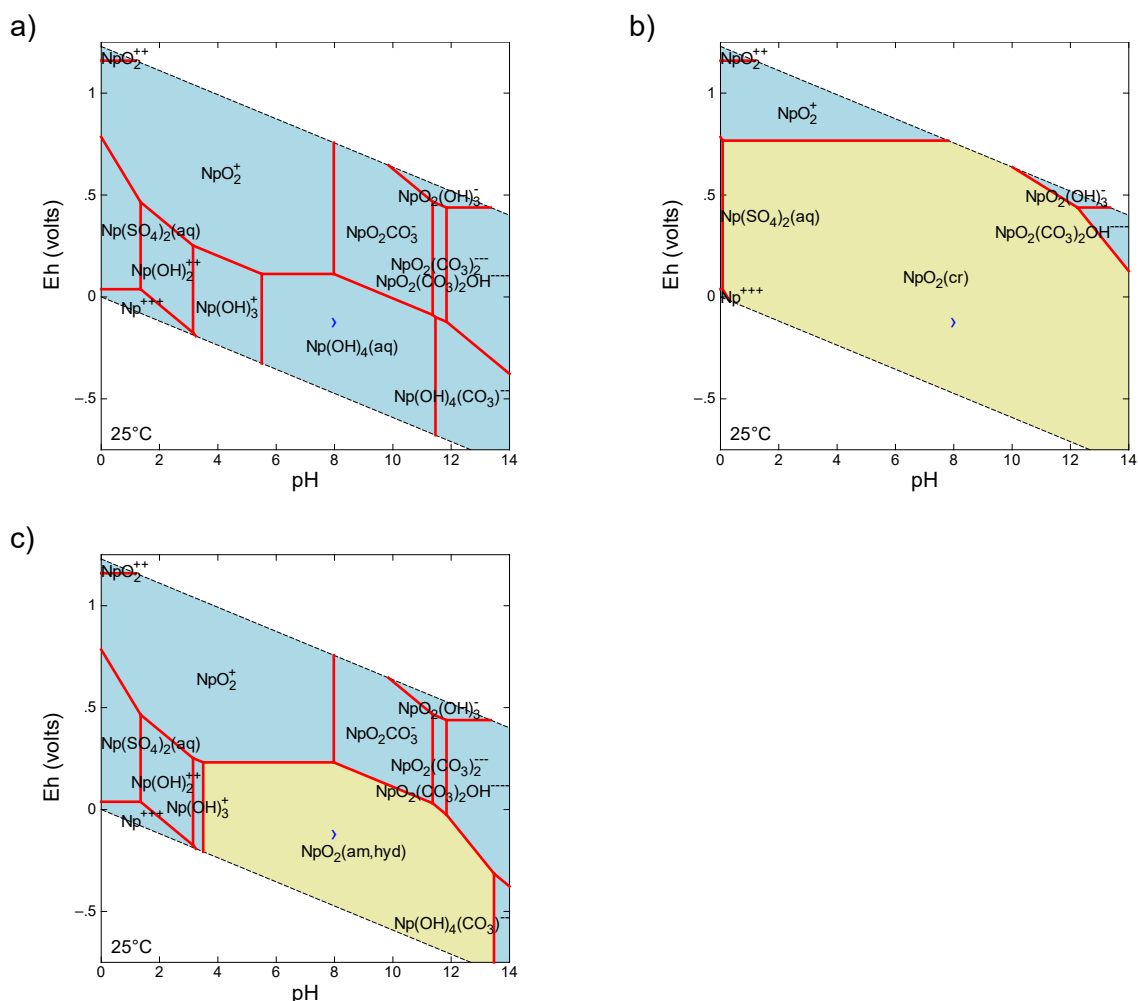 a)
NpO2++
1
NpO2+
.5
NpO2(OH)3-
Np(SO4)2(aq)
NpO2CO3-
Np(OH)2++
NpO2(CO3)2---
NpO2(CO3)2OH----
0
Np+++
Np(OH)3+
Np(OH)4(aq)
–.5
Np(OH)4(CO3)--
25°C
0 2 4 6 8 10 12 14
pH
Eh (volts)
b)
NpO2++
1
NpO2+
.5
NpO2(OH)3-
Np(SO4)2(aq)
NpO2(CO3)2OH----
NpO2(cr)
0
Np+++
–.5
25°C
0 2 4 6 8 10 12 14
pH
Eh (volts)
c)
NpO2++
1
NpO2+
.5
NpO2(OH)3-
NpO2CO3-
Np(SO4)2(aq)
NpO2(CO3)2---
Np(OH)2++
NpO2(CO3)2OH----
0
Np(OH)3+
Np+++
NpO2(am,hyd)
–.5
Np(OH)4(CO3)--
25°C
0 2 4 6 8 10 12 14
pH
Eh (volts)